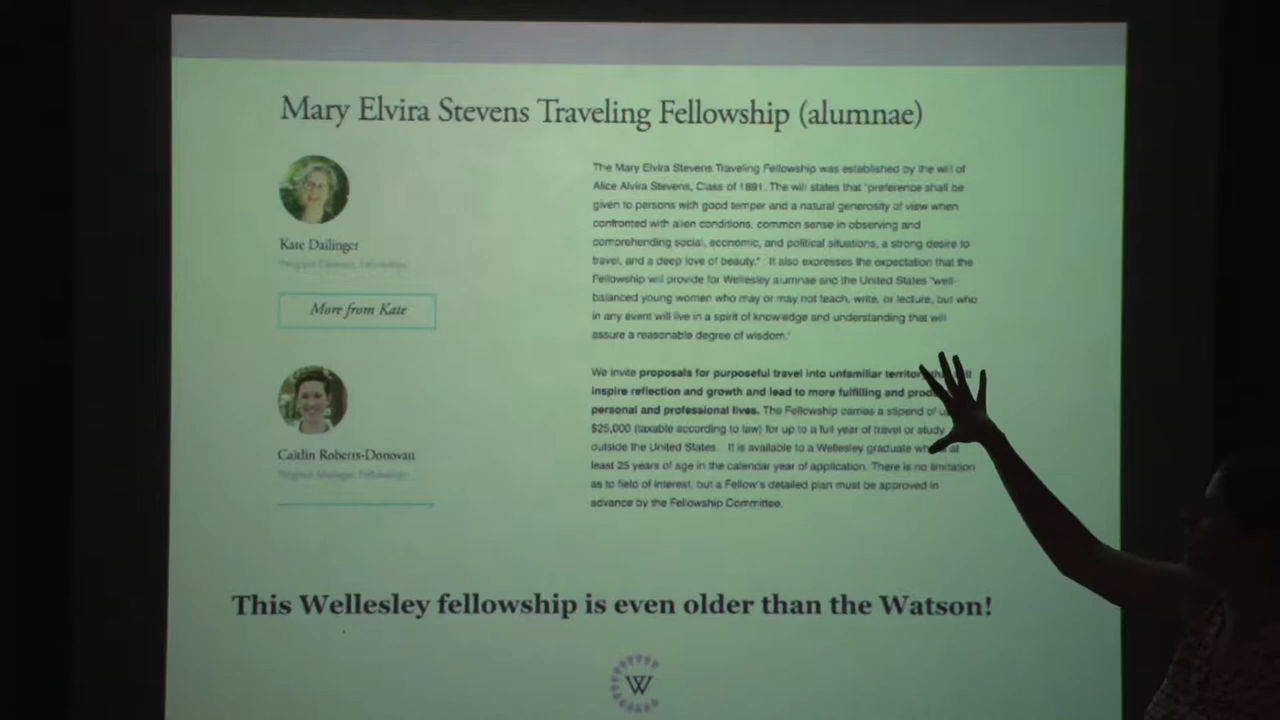 Mary Elvira Stevens Traveling Fellowship (alumnae)
Kate Dailinger
Program Director, Fellowships
More from Kate
Caitlin Roberts-Donovan
Program Manager, Fellowships
The Mary Elvira Stevens Traveling Fellowship was established by the will of
Alice Alvira Stevens, Class of 1891. The will states that "preference shall be
given to persons with good temper and a natural generosity of view when
confronted with alien conditions, common sense in observing and
comprehending social, economic, and political situations, a strong desire to
travel, and a deep love of beauty." It also expresses the expectation that the
Fellowship will provide for Wellesley alumnae and the United States "well-
balanced young women who may or may not teach, write, or lecture, but who
in any event will live in a spirit of knowledge and understanding that will
assure a reasonable degree of wisdom."
We invite proposals for purposeful travel into unfamiliar territory
inspire reflection and growth and lead to more fulfilling and
personal and professional lives. The Fellowship carries a stipend of
$25,000 (taxable according to law) for up to a full year of travel or study
outside the United States. It is available to a Wellesley graduate at
least 25 years of age in the calendar year of application. There is no limitation
as to field of interest, but a Fellow's detailed plan must be approved in
advance by the Fellowship Committee.
This Wellesley fellowship is even older than the Watson!
W